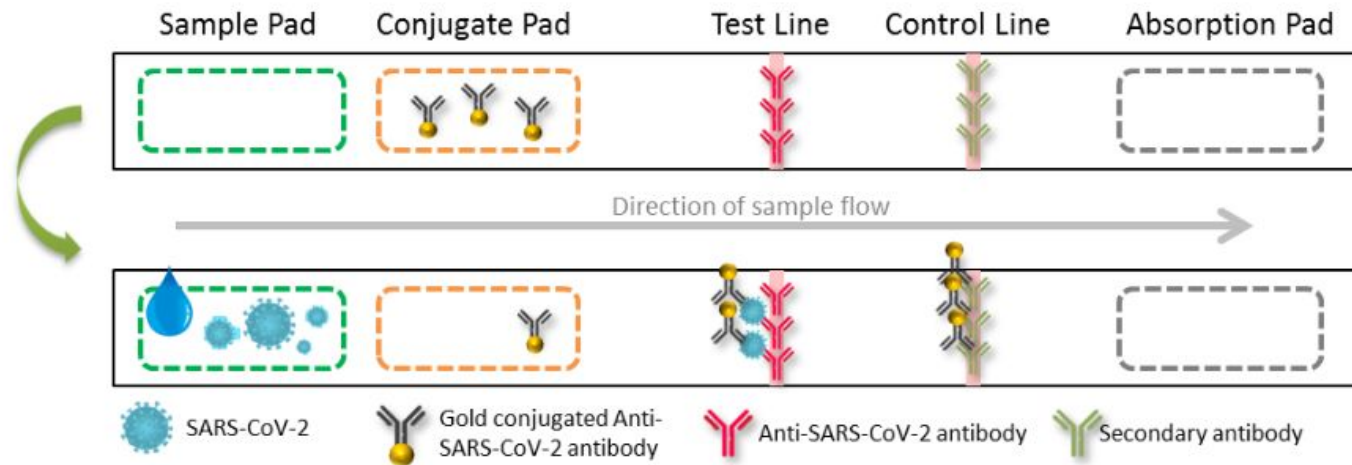 Sample Pad
Conjugate Pad
Test Line
Control Line
Absorption Pad
Direction of sample flow
SARS-CoV-2
Gold conjugated Anti-
SARS-CoV-2 antibody
Anti-SARS-CoV-2 antibody
Secondary antibody